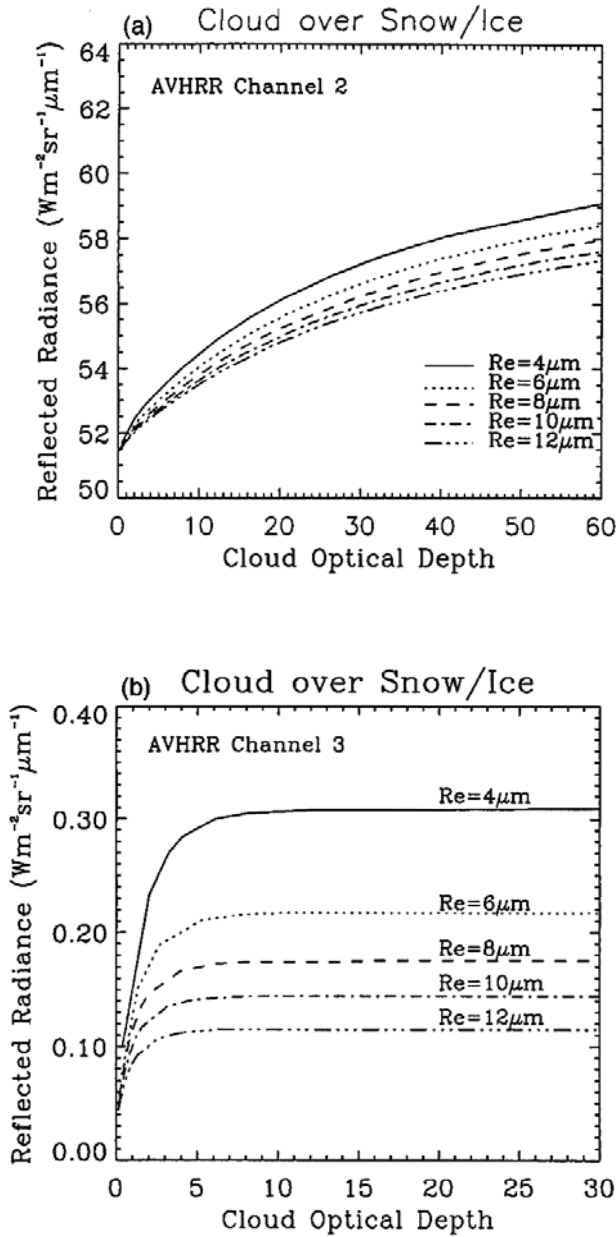 (a) Cloud over Snow/Ice
AVHRR Channel 2
Reflected Radiance (Wm⁻²sr⁻¹μm⁻¹)
64
62
60
59
58
56
54
52
50
Re=4μm
Re=6μm
Re=8μm
Re=10μm
Re=12μm
0 10 20 30 40 50 60
Cloud Optical Depth
(b) Cloud over Snow/Ice
AVHRR Channel 3
Reflected Radiance (Wm⁻²sr⁻¹μm⁻¹)
0.40
0.30
0.20
0.10
0.00
Re=4μm
Re=6μm
Re=8μm
Re=10μm
Re=12μm
0 5 10 15 20 25 30
Cloud Optical Depth